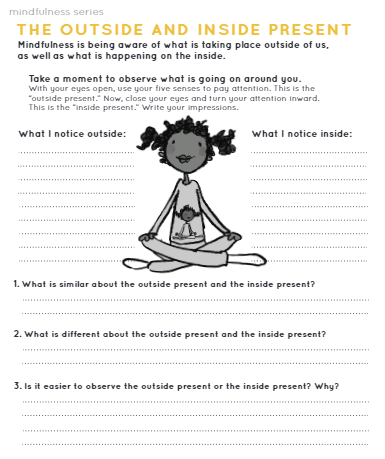 mindfulness series
THE OUTSIDE AND INSIDE PRESENT
Mindfulness is being aware of what is taking place outside of us,
as well as what is happening on the inside.
Take a moment to observe what is going on around you.
With your eyes open, use your five senses to pay attention. This is the
"outside present." Now, close your eyes and turn your attention inward.
This is the "inside present." Write your impressions.
What I notice outside:
What I notice inside:
1. What is similar about the outside present and the inside present?
2. What is different about the outside present and the inside present?
3. Is it easier to observe the outside present or the inside present? Why?